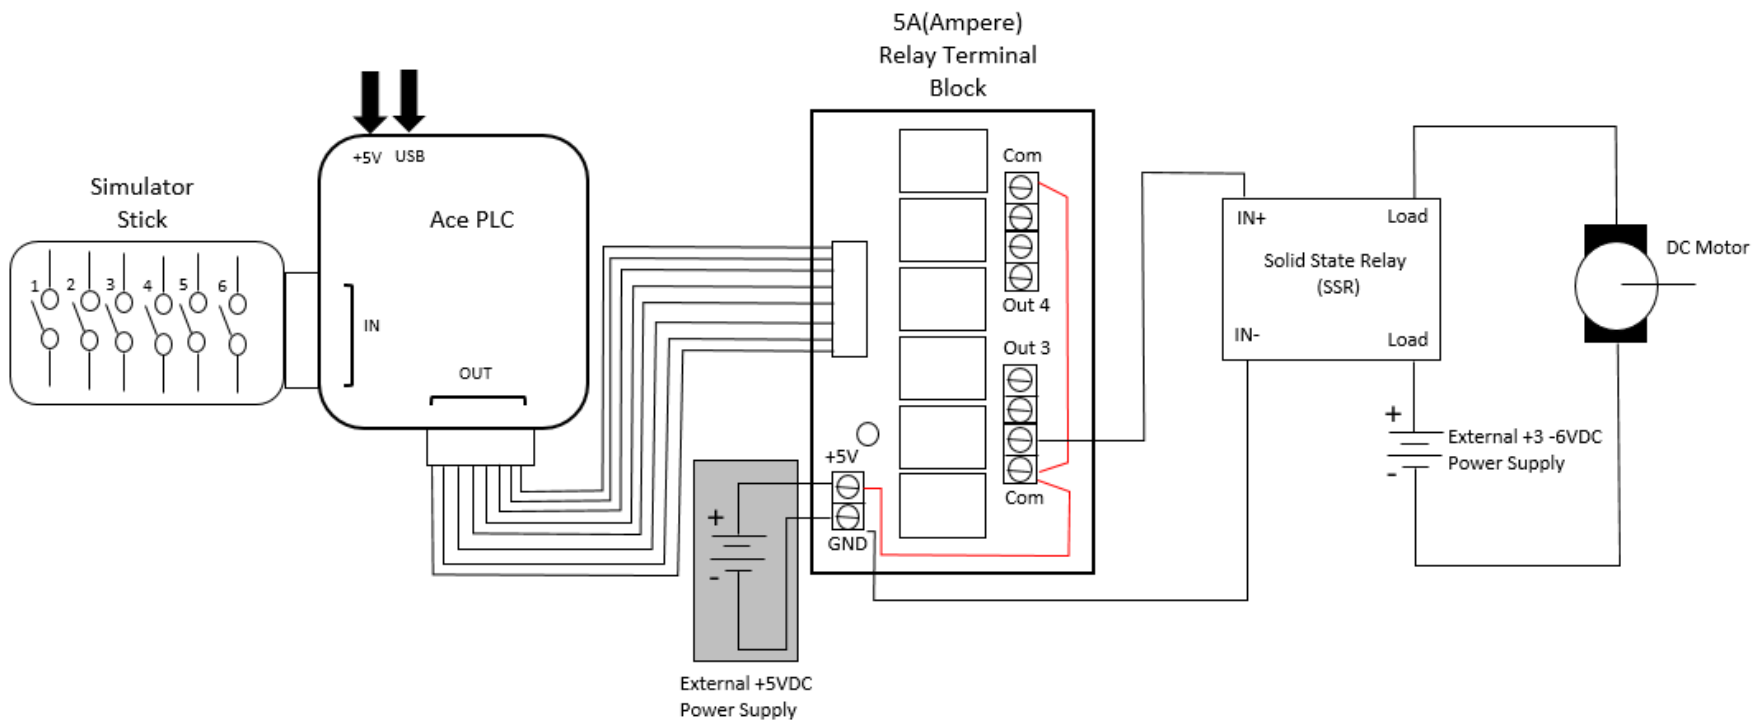 5A(Ampere)
Relay Terminal
Block
+5V USB
Simulator
Stick
Ace PLC
1 2 3 4 5 6
IN
OUT
Com
Out 4
Out 3
Com
+5V
GND
+
-
External +5VDC
Power Supply
IN+
Load
Solid State Relay
(SSR)
IN-
Load
DC Motor
+
-
External +3 -6VDC
Power Supply